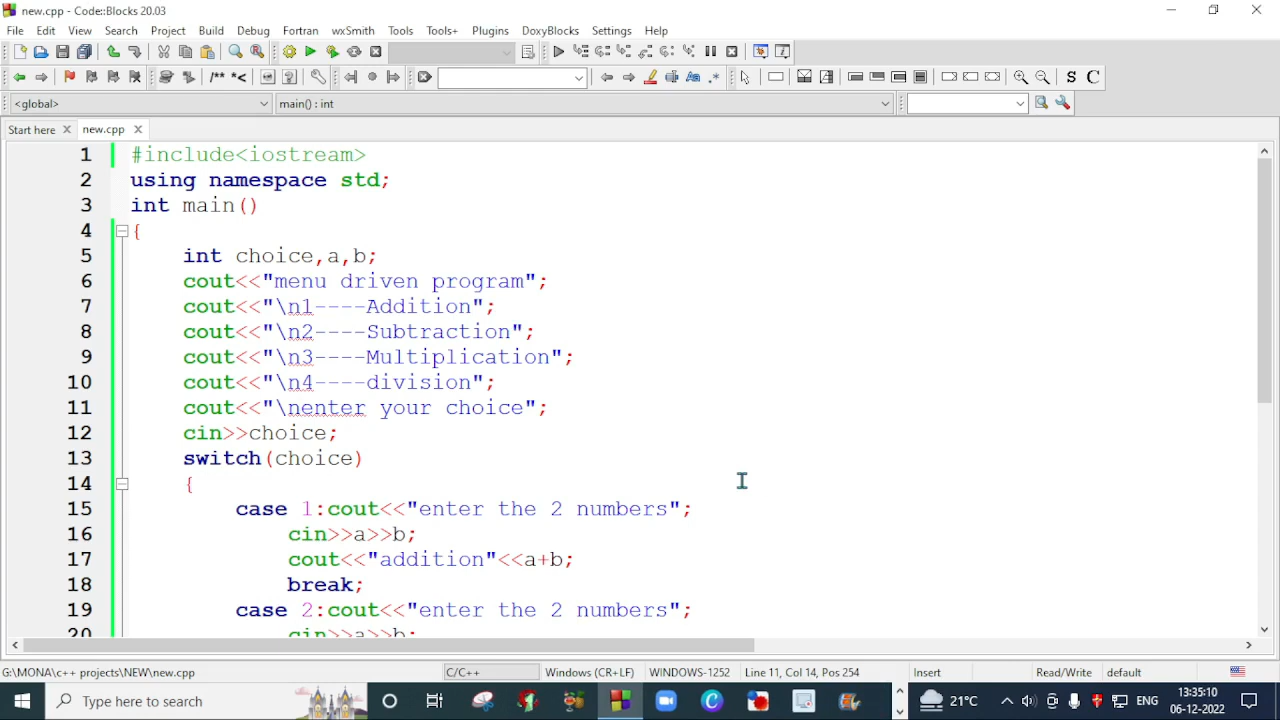 new.cpp - Code::Blocks 20.03
File Edit View Search Project Build Debug Fortran wxSmith Tools Tools+ Plugins DoxyBlocks Settings Help
/** *< .* S C
<global> main() : int
Start here new.cpp
1 #include<iostream>
2 using namespace std;
3 int main()
4 {
5 int choice,a,b;
6 cout<<"menu driven program";
7 cout<<"\n1----Addition";
8 cout<<"\n2----Subtraction";
9 cout<<"\n3----Multiplication";
10 cout<<"\n4----division";
11 cout<<"\nenter your choice";
12 cin>>choice;
13 switch(choice)
14 {
15 case 1:cout<<"enter the 2 numbers";
16 cin>>a>>b;
17 cout<<"addition"<<a+b;
18 break;
19 case 2:cout<<"enter the 2 numbers";
20 cin>>a>>b;
G:\MONA\c++ projects\NEW\new.cpp C/C++ Windows (CR+LF) WINDOWS-1252 Line 11, Col 14, Pos 254 Insert Read/Write default
Type here to search 21°C ENG 13:35:10
06-12-2022